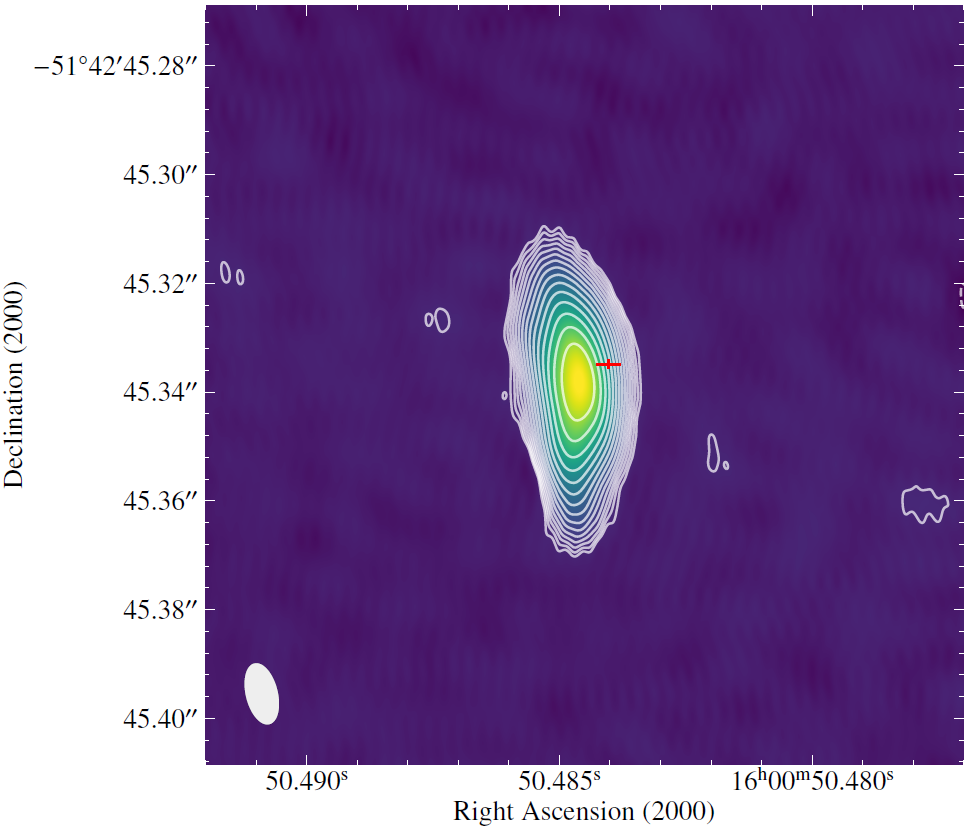 −51°42′45.28″
45.30″
45.32″
45.34″
45.36″
45.38″
45.40″
Declination (2000)
50.490ˢ
50.485ˢ
16ʰ00ᵐ50.480ˢ
Right Ascension (2000)